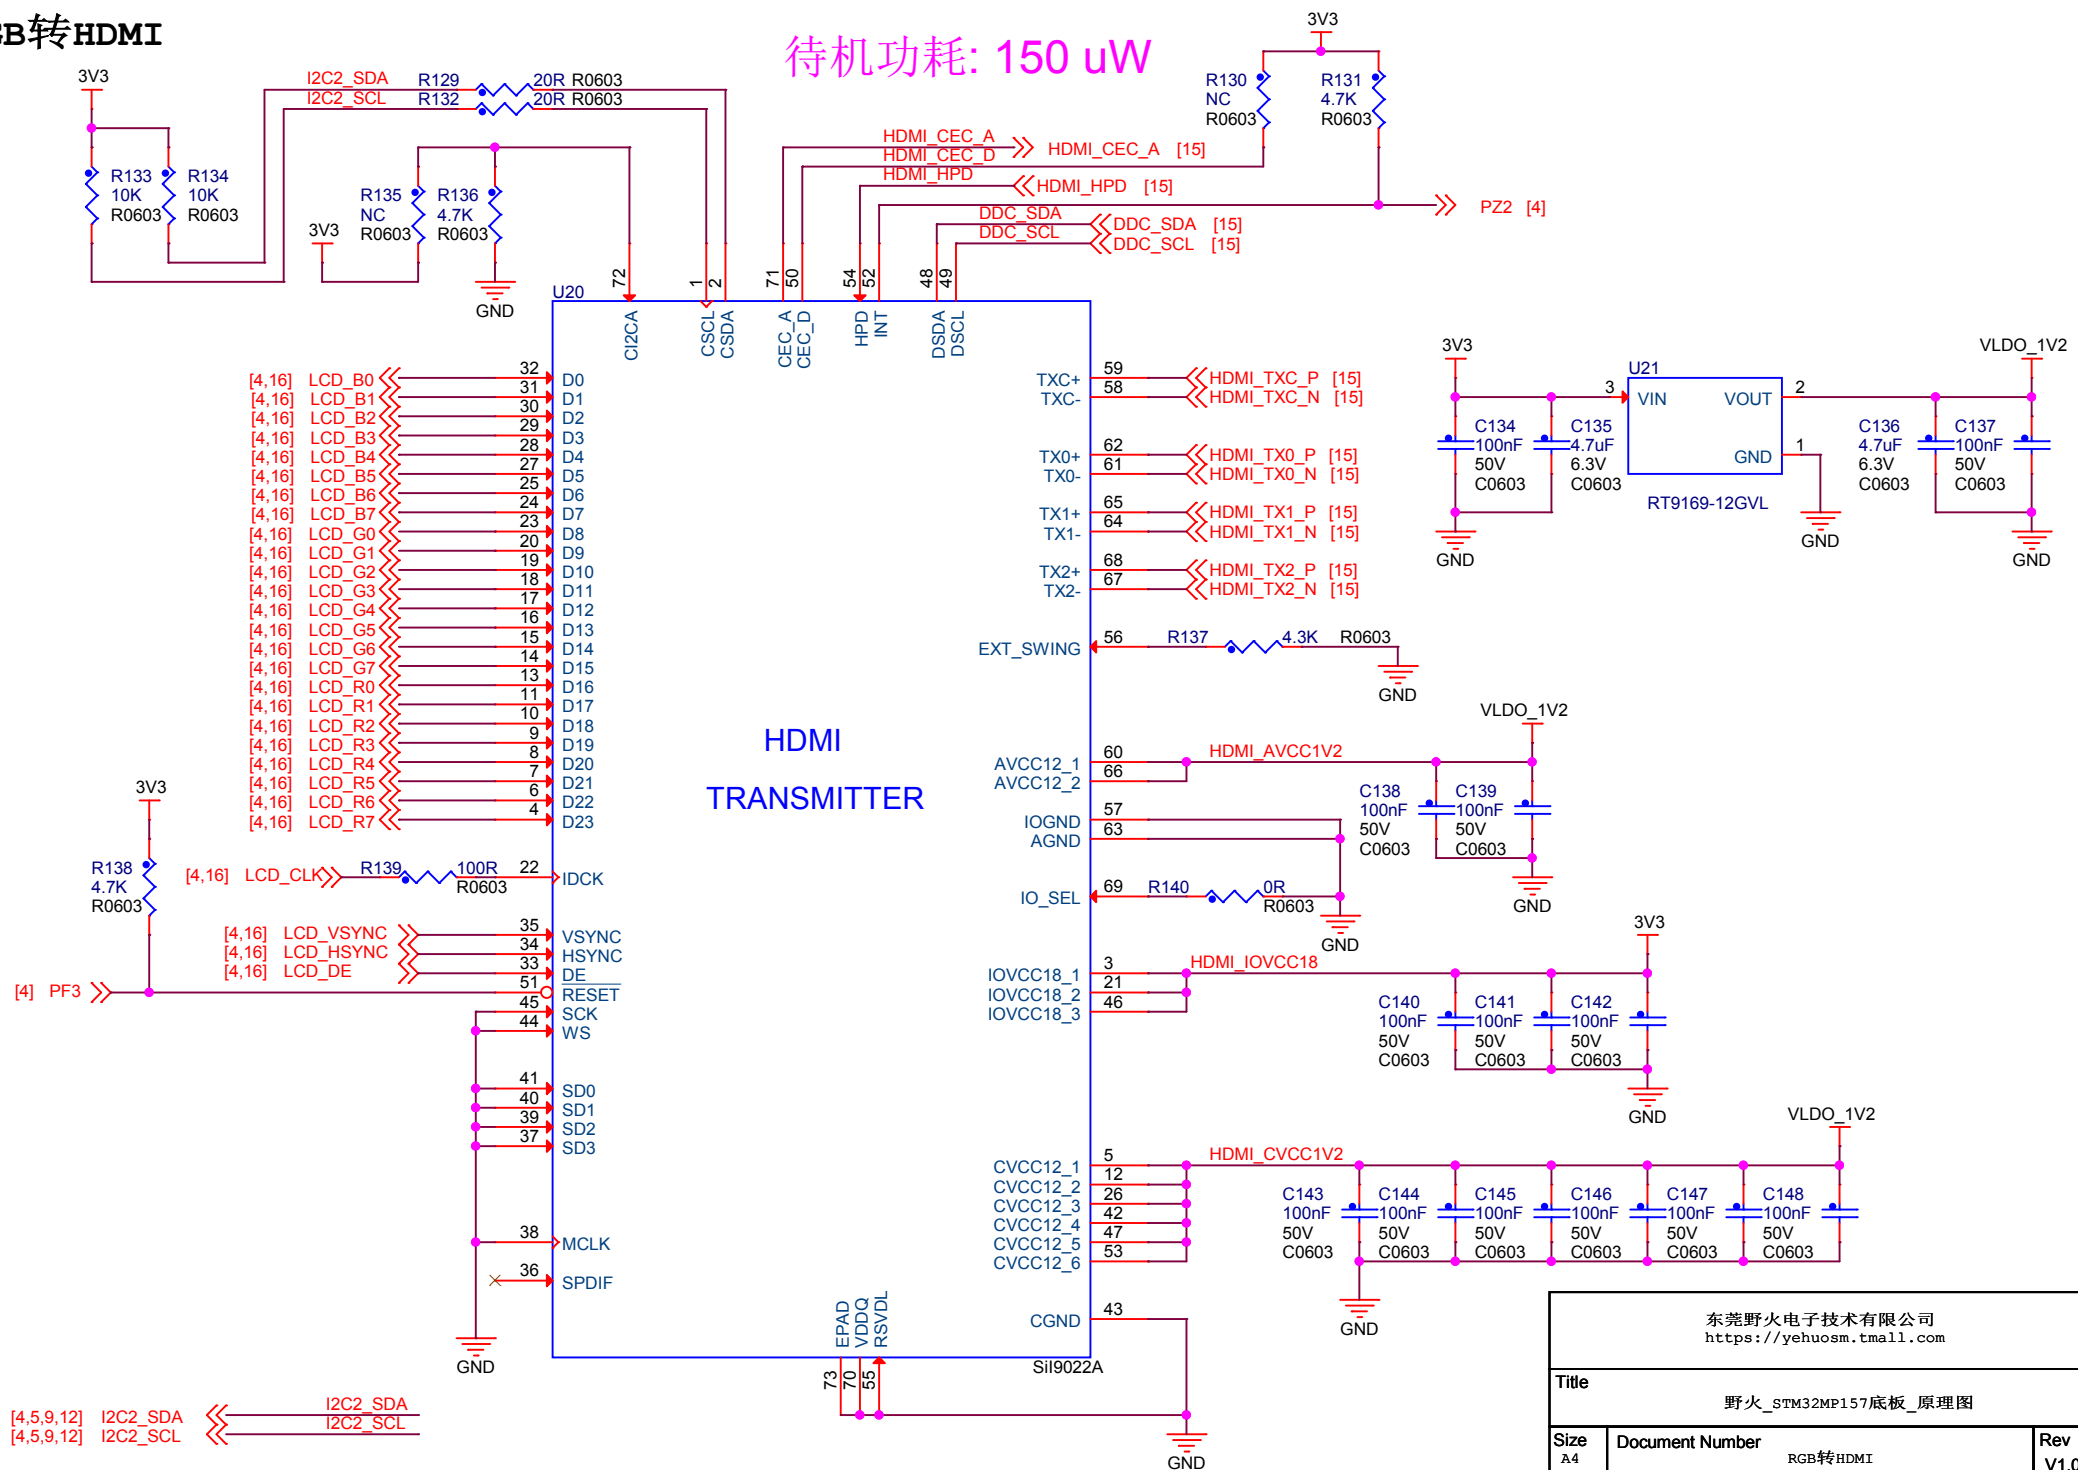 GB转HDMI
待机功耗: 150 uW
3V3
I2C2_SDA R129 20R R0603
I2C2_SCL R132 20R R0603
R133
10K
R0603
R134
10K
R0603
3V3
R135
NC
R0603
R136
4.7K
R0603
GND
3V3
R130
NC
R0603
R131
4.7K
R0603
HDMI_CEC_A HDMI_CEC_A [15]
HDMI_CEC_D
HDMI_HPD HDMI_HPD [15]
PZ2 [4]
DDC_SDA DDC_SDA [15]
DDC_SCL DDC_SCL [15]
U20
72 1 2 71 50 54 52 48 49
CI2CA CSCL CSDA CEC_A CEC_D HPD INT DSDA DSCL
[4,16] LCD_B0 32 D0
[4,16] LCD_B1 31 D1
[4,16] LCD_B2 30 D2
[4,16] LCD_B3 29 D3
[4,16] LCD_B4 28 D4
[4,16] LCD_B5 27 D5
[4,16] LCD_B6 25 D6
[4,16] LCD_B7 24 D7
[4,16] LCD_G0 23 D8
[4,16] LCD_G1 20 D9
[4,16] LCD_G2 19 D10
[4,16] LCD_G3 18 D11
[4,16] LCD_G4 17 D12
[4,16] LCD_G5 16 D13
[4,16] LCD_G6 15 D14
[4,16] LCD_G7 14 D15
[4,16] LCD_R0 13 D16
[4,16] LCD_R1 11 D17
[4,16] LCD_R2 10 D18
[4,16] LCD_R3 9 D19
[4,16] LCD_R4 8 D20
[4,16] LCD_R5 7 D21
[4,16] LCD_R6 6 D22
[4,16] LCD_R7 4 D23
3V3
R138
4.7K
R0603
[4,16] LCD_CLK R139 100R R0603 22 IDCK
[4,16] LCD_VSYNC 35 VSYNC
[4,16] LCD_HSYNC 34 HSYNC
[4,16] LCD_DE 33 DE
[4] PF3 51 RESET
45 SCK
44 WS
41 SD0
40 SD1
39 SD2
37 SD3
38 MCLK
36 SPDIF
GND
HDMI
TRANSMITTER
TXC+ 59 HDMI_TXC_P [15]
TXC- 58 HDMI_TXC_N [15]
TX0+ 62 HDMI_TX0_P [15]
TX0- 61 HDMI_TX0_N [15]
TX1+ 65 HDMI_TX1_P [15]
TX1- 64 HDMI_TX1_N [15]
TX2+ 68 HDMI_TX2_P [15]
TX2- 67 HDMI_TX2_N [15]
EXT_SWING 56 R137 4.3K R0603
GND
AVCC12_1 60 HDMI_AVCC1V2
AVCC12_2 66
VLDO_1V2
C138
100nF
50V
C0603
C139
100nF
50V
C0603
GND
IOGND 57
AGND 63
IO_SEL 69 R140 0R R0603
GND
IOVCC18_1 3 HDMI_IOVCC18
IOVCC18_2 21
IOVCC18_3 46
3V3
C140
100nF
50V
C0603
C141
100nF
50V
C0603
C142
100nF
50V
C0603
GND
CVCC12_1 5 HDMI_CVCC1V2
CVCC12_2 12
CVCC12_3 26
CVCC12_4 42
CVCC12_5 47
CVCC12_6 53
VLDO_1V2
C143
100nF
50V
C0603
C144
100nF
50V
C0603
C145
100nF
50V
C0603
C146
100nF
50V
C0603
C147
100nF
50V
C0603
C148
100nF
50V
C0603
GND
CGND 43
SiI9022A
EPAD VDDQ RSVDL
73 70 55
GND
3V3
C134
100nF
50V
C0603
C135
4.7uF
6.3V
C0603
GND
U21
3 VIN VOUT 2
GND 1
RT9169-12GVL
GND
VLDO_1V2
C136
4.7uF
6.3V
C0603
C137
100nF
50V
C0603
GND
[4,5,9,12] I2C2_SDA I2C2_SDA
[4,5,9,12] I2C2_SCL I2C2_SCL
东莞野火电子技术有限公司
https://yehuosm.tmall.com
Title
野火_STM32MP157底板_原理图
Size
A4
Document Number
RGB转HDMI
Rev
V1.0